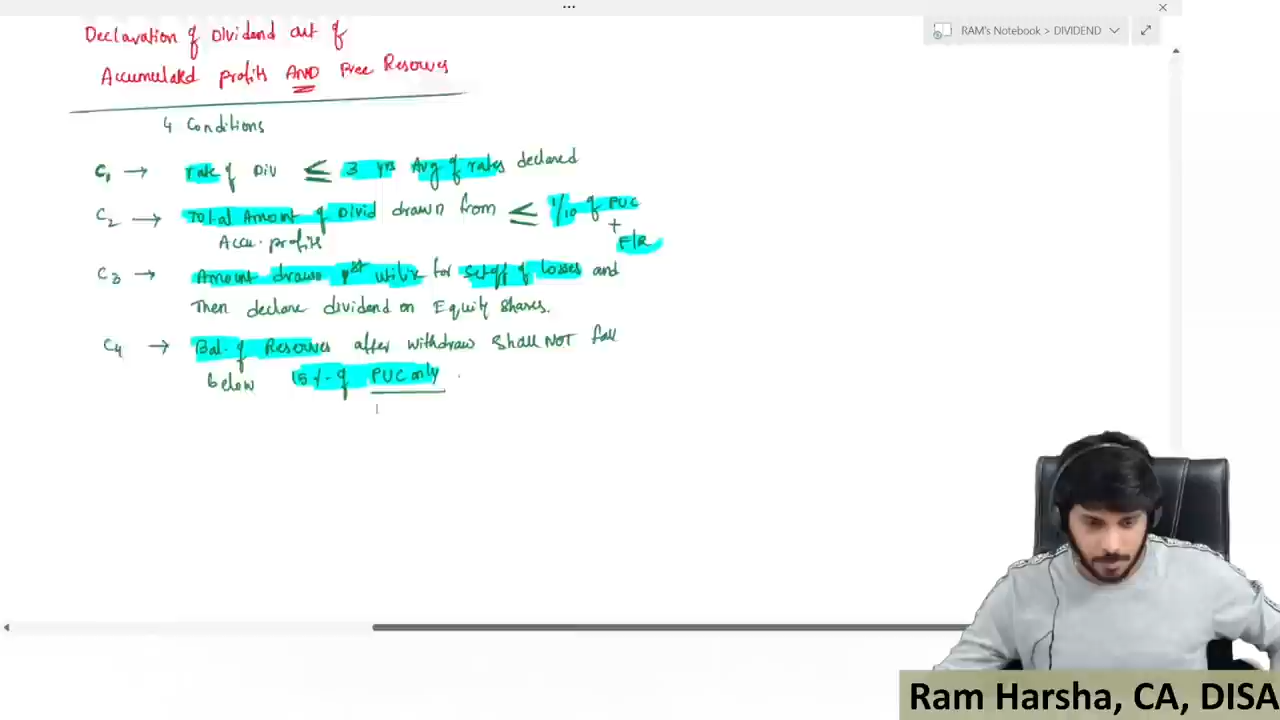 Declaration of Dividend out of
Accumulated profits AND Free Reserves
RAM's Notebook > DIVIDEND
4 Conditions
C1 → rate of Div ≤ 3 yrs Avg of rates declared
C2 → Total Amount of Divid drawn from ≤ 1/10 of PUC
Accu. profits + F/R
C3 → Amount drawn 1st utilize for setoff of losses and
Then declare dividend on Equity Shares.
C4 → Bal. of Reserves after withdraw Shall NOT fall
below 15 % of PUC only
Ram Harsha, CA, DISA